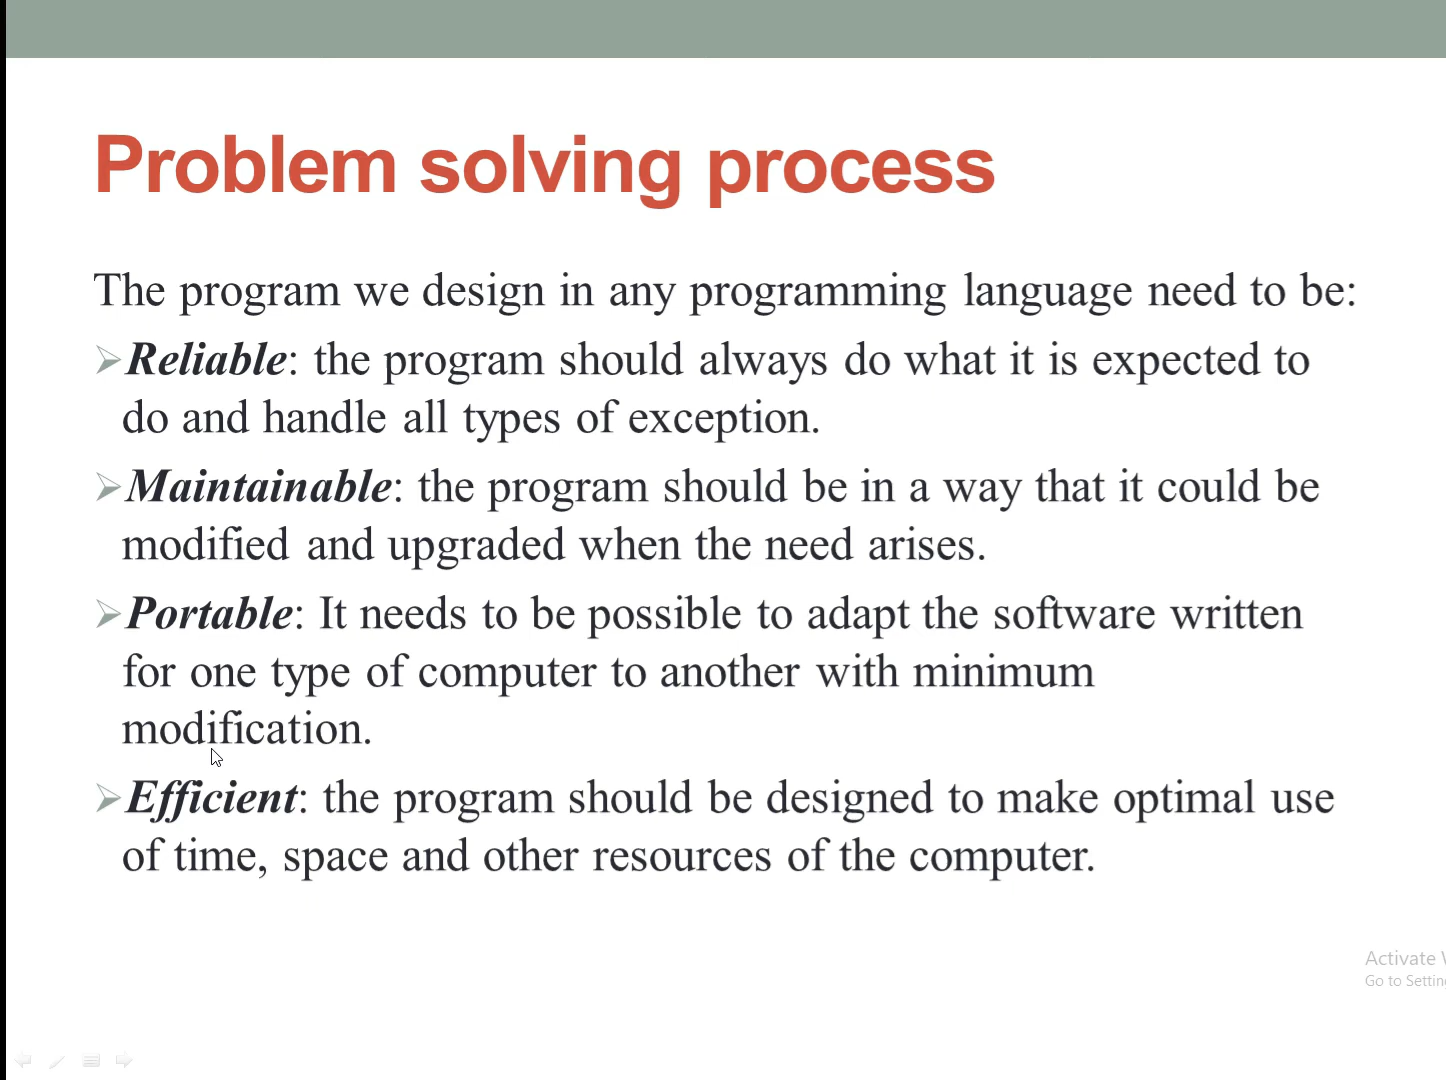 Problem solving process
The program we design in any programming language need to be:
➢Reliable: the program should always do what it is expected to
do and handle all types of exception.
➢Maintainable: the program should be in a way that it could be
modified and upgraded when the need arises.
➢Portable: It needs to be possible to adapt the software written
for one type of computer to another with minimum
modification.
➢Efficient: the program should be designed to make optimal use
of time, space and other resources of the computer.
Activate
Go to